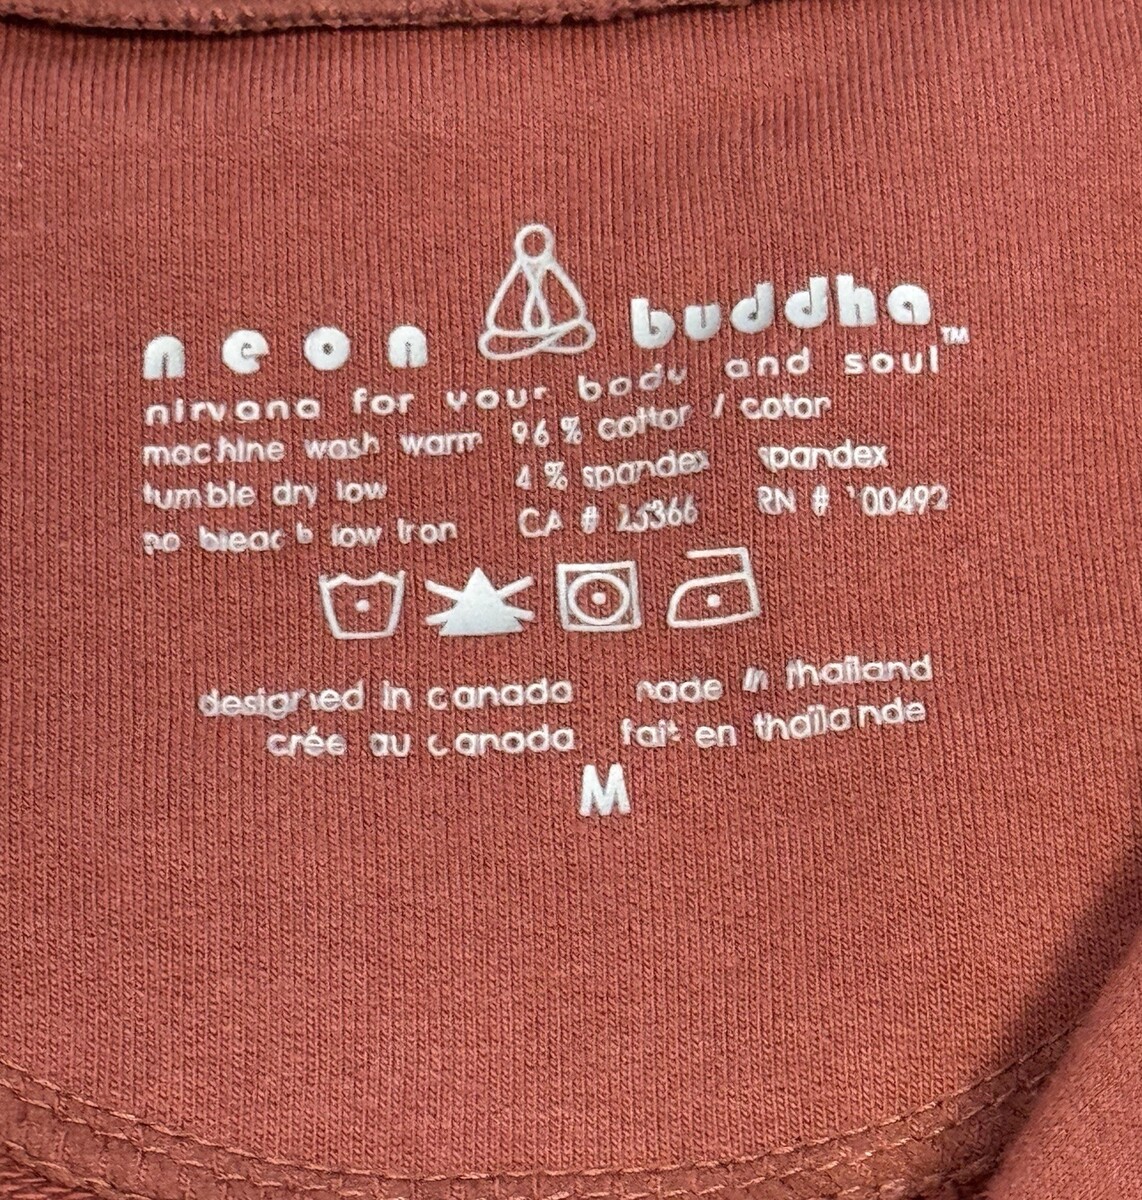 neon buddha™
nirvana for your body and soul
machine wash warm 96% cotton / coton
tumble dry low 4% spandex spandex
no bleach low iron CA # 25366 RN # 100492
designed in canada made in thailand
crée au canada fait en thaïlande
M